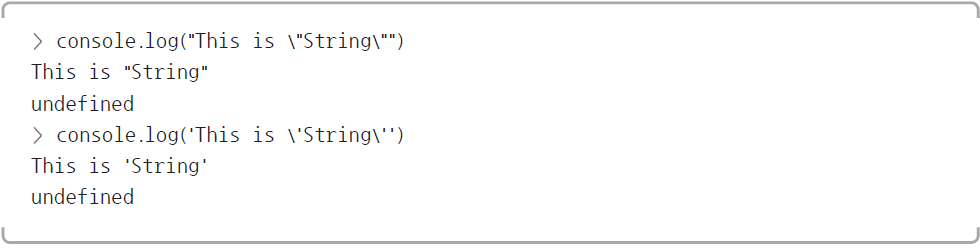 > console.log("This is \"String\"")
This is "String"
undefined
> console.log('This is \'String\'')
This is 'String'
undefined